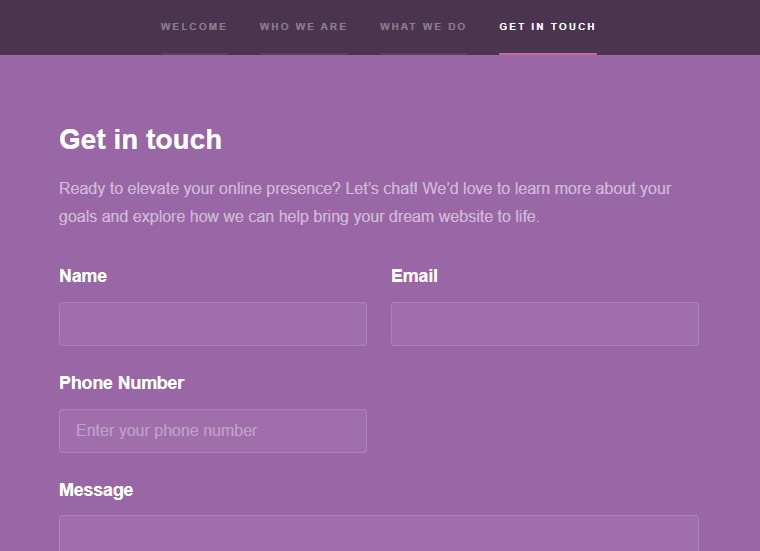 WELCOME WHO WE ARE WHAT WE DO GET IN TOUCH
Get in touch
Ready to elevate your online presence? Let’s chat! We’d love to learn more about your
goals and explore how we can help bring your dream website to life.
Name Email
Phone Number
Enter your phone number
Message